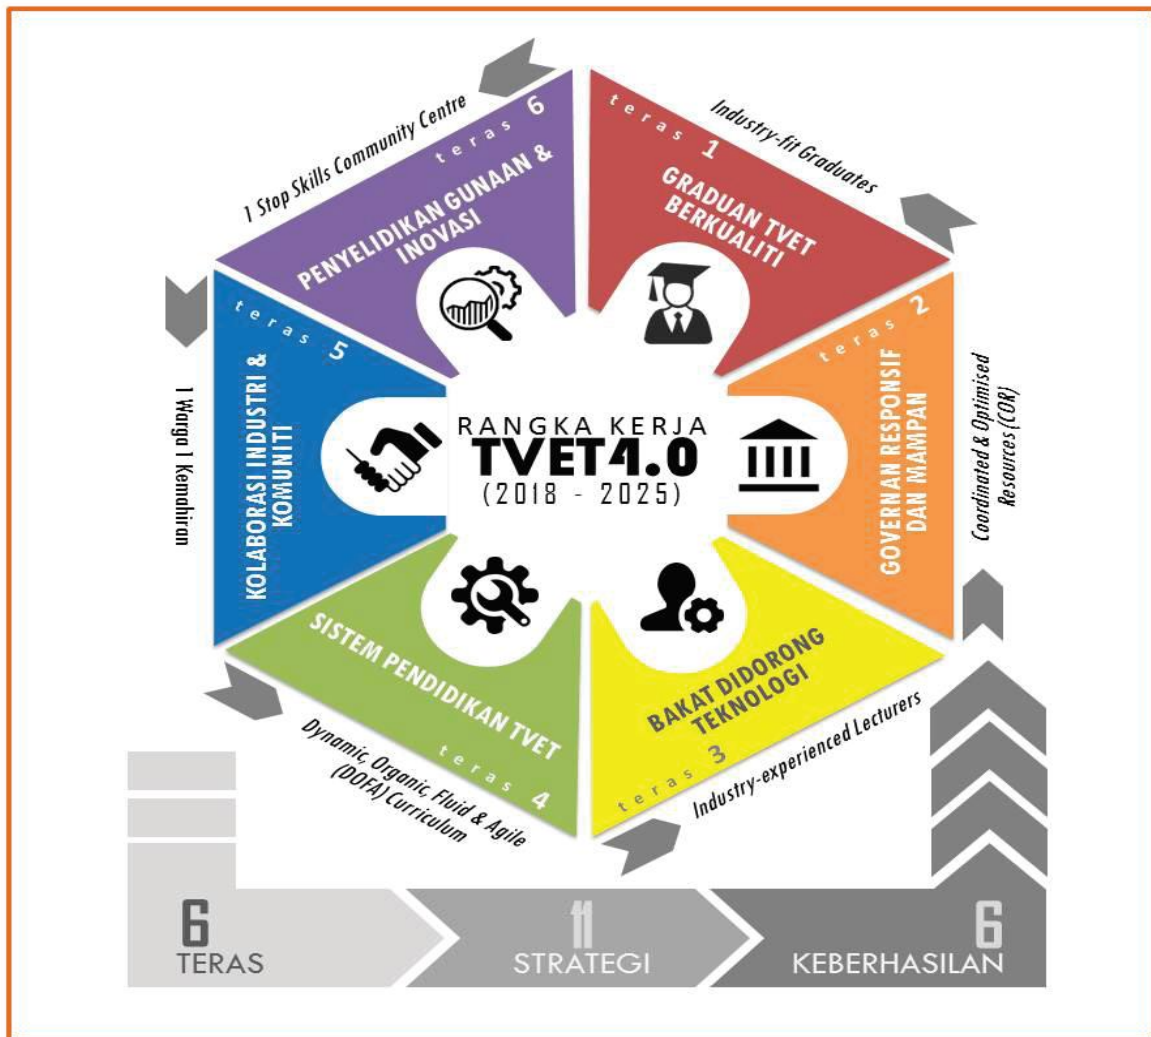 RANGKA KERJA
TVET4.0
(2018 - 2025)
teras 1
GRADUAN TVET
BERKUALITI
Industry-fit Graduates
teras 2
GOVERNAN RESPONSIF
DAN MAMPAN
Coordinated & Optimised
Resources (COR)
teras 3
BAKAT DIDORONG
TEKNOLOGI
Industry-experienced Lecturers
teras 4
SISTEM PENDIDIKAN TVET
Dynamic, Organic, Fluid & Agile
(DOFA) Curriculum
teras 5
KOLABORASI INDUSTRI &
KOMUNITI
1 Warga 1 Kemahiran
teras 6
PENYELIDIKAN GUNAAN &
INOVASI
1 Stop Skills Community Centre
6
TERAS
11
STRATEGI
6
KEBERHASILAN